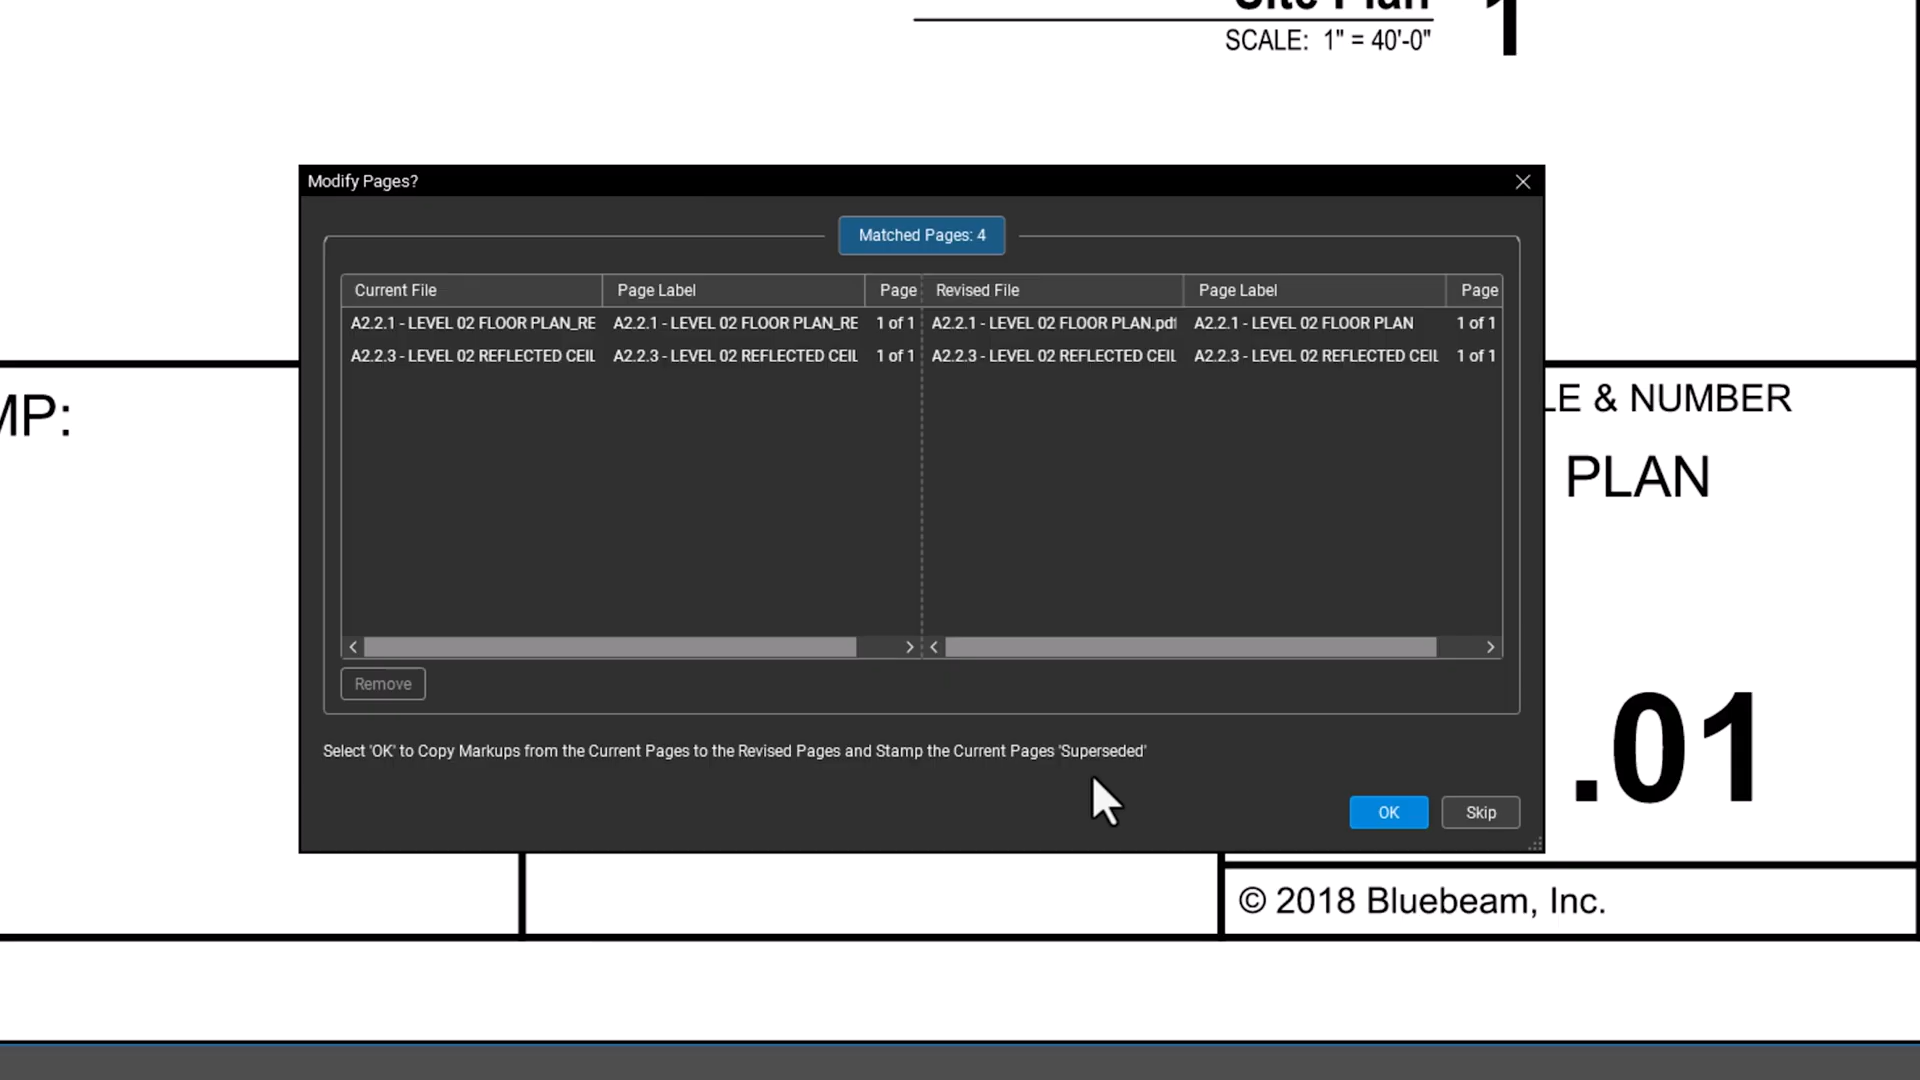 Site Plan
1
SCALE: 1" = 40'-0"
Modify Pages?
Matched Pages: 4
Current File Page Label Page Revised File Page Label Page
A2.2.1 - LEVEL 02 FLOOR PLAN_RE A2.2.1 - LEVEL 02 FLOOR PLAN_RE 1 of 1 A2.2.1 - LEVEL 02 FLOOR PLAN.pdf A2.2.1 - LEVEL 02 FLOOR PLAN 1 of 1
A2.2.3 - LEVEL 02 REFLECTED CEIL A2.2.3 - LEVEL 02 REFLECTED CEIL 1 of 1 A2.2.3 - LEVEL 02 REFLECTED CEIL A2.2.3 - LEVEL 02 REFLECTED CEIL 1 of 1
MP:
LE & NUMBER
PLAN
Remove
Select 'OK' to Copy Markups from the Current Pages to the Revised Pages and Stamp the Current Pages 'Superseded'
OK Skip
.01
© 2018 Bluebeam, Inc.